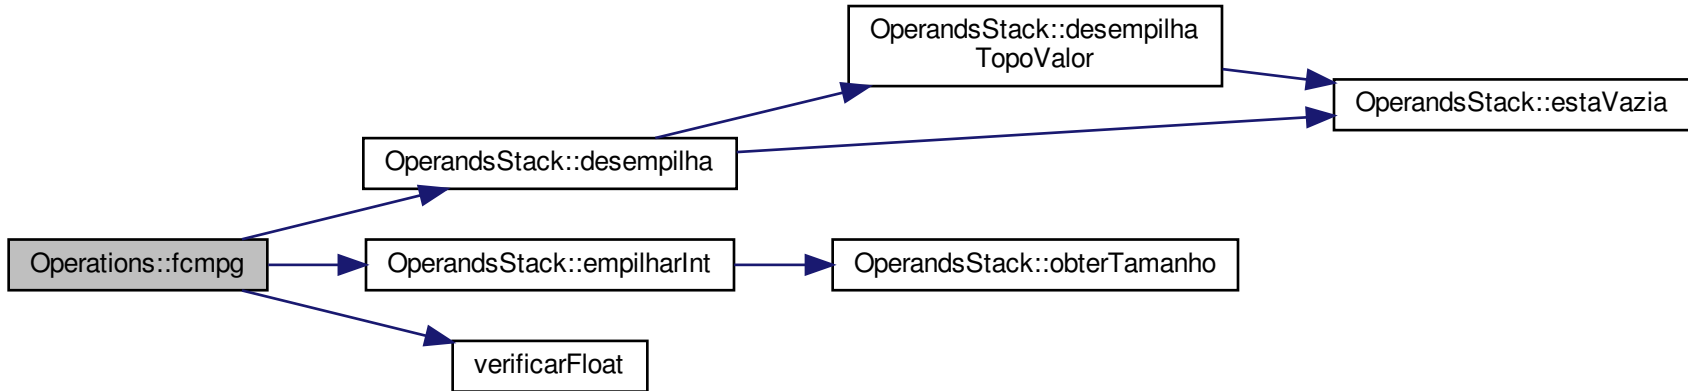 OperandsStack::desempilha
TopoValor
OperandsStack::estaVazia
OperandsStack::desempilha
Operations::fcmpg
OperandsStack::empilharInt
OperandsStack::obterTamanho
verificarFloat